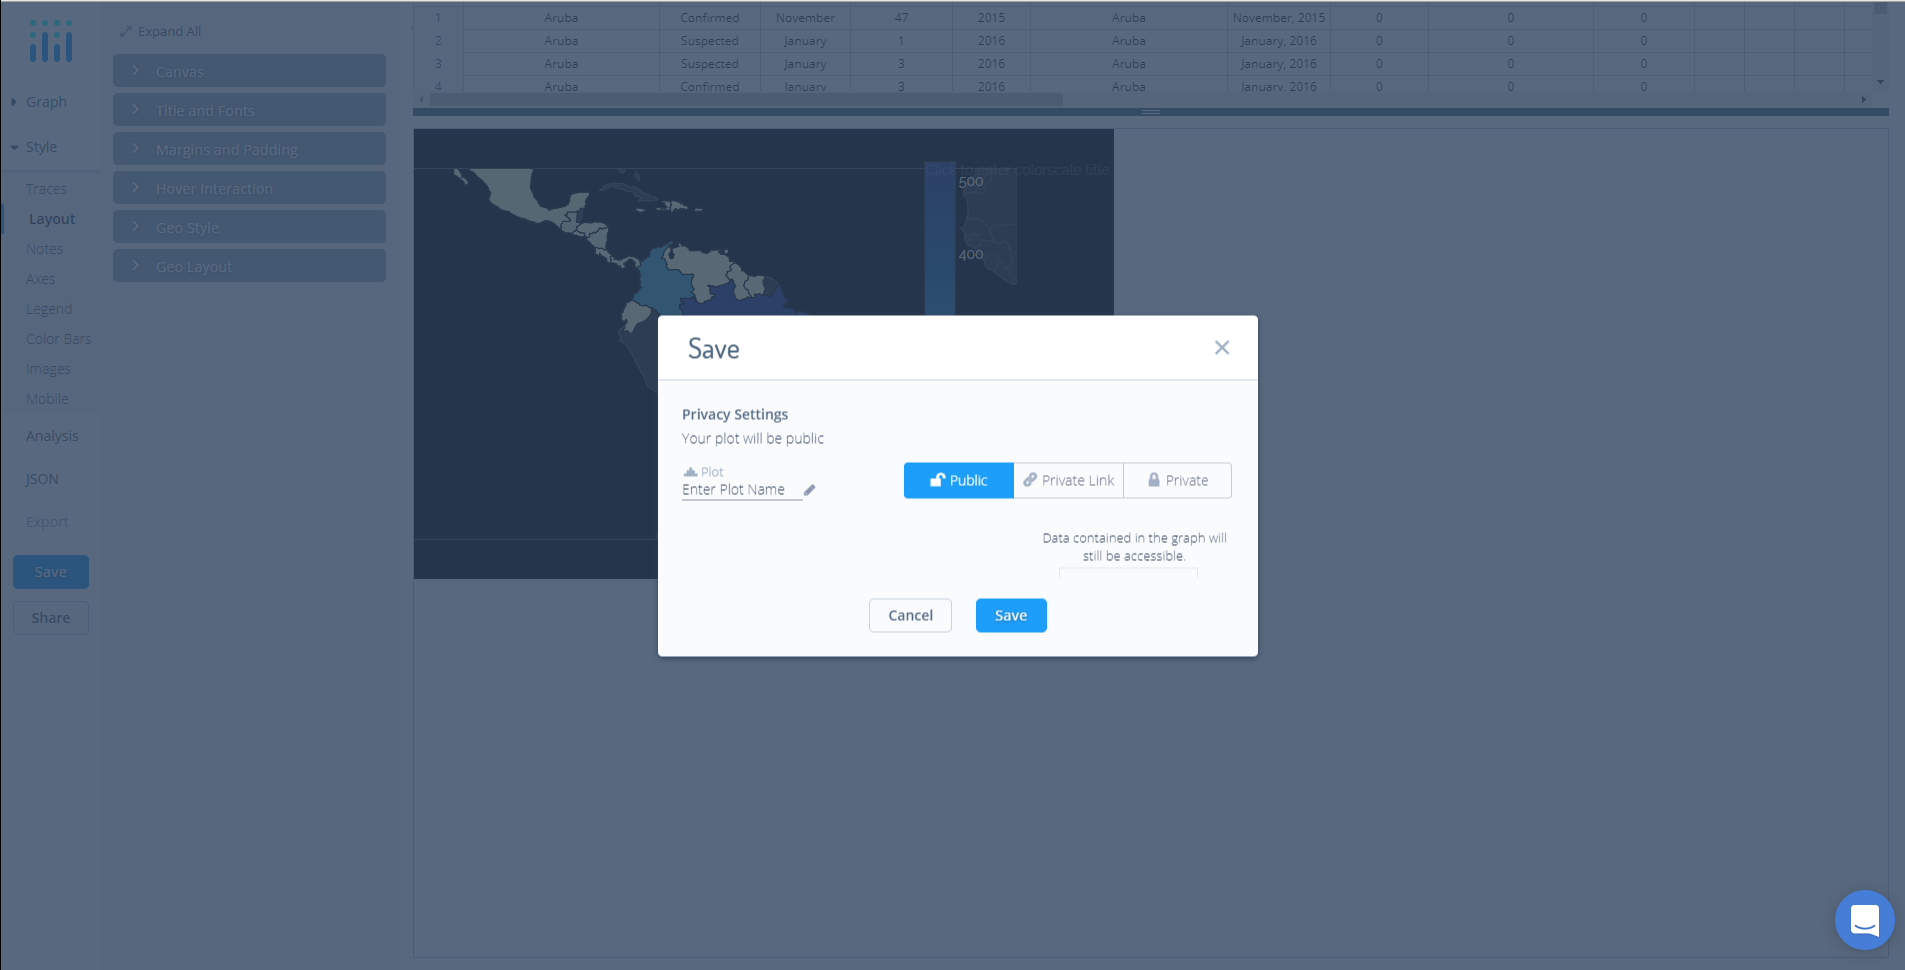 1 Aruba Confirmed November 47 2015 Aruba November, 2015 0 0 0
2 Aruba Suspected January 1 2016 Aruba January, 2016 0 0 0
3 Aruba Suspected January 3 2016 Aruba January, 2016 0 0 0
4 Aruba Confirmed January 3 2016 Aruba January, 2016 0 0 0
Expand All
Canvas
Title and Fonts
Margins and Padding
Hover Interaction
Geo Style
Geo Layout
Graph
Style
Traces
Layout
Notes
Axes
Legend
Color Bars
Images
Mobile
Analysis
JSON
Export
Save
Share
Click to enter colorscale title
500
400
Save
Privacy Settings
Your plot will be public
Plot
Enter Plot Name
Public
Private Link
Private
Data contained in the graph will
still be accessible.
Cancel
Save